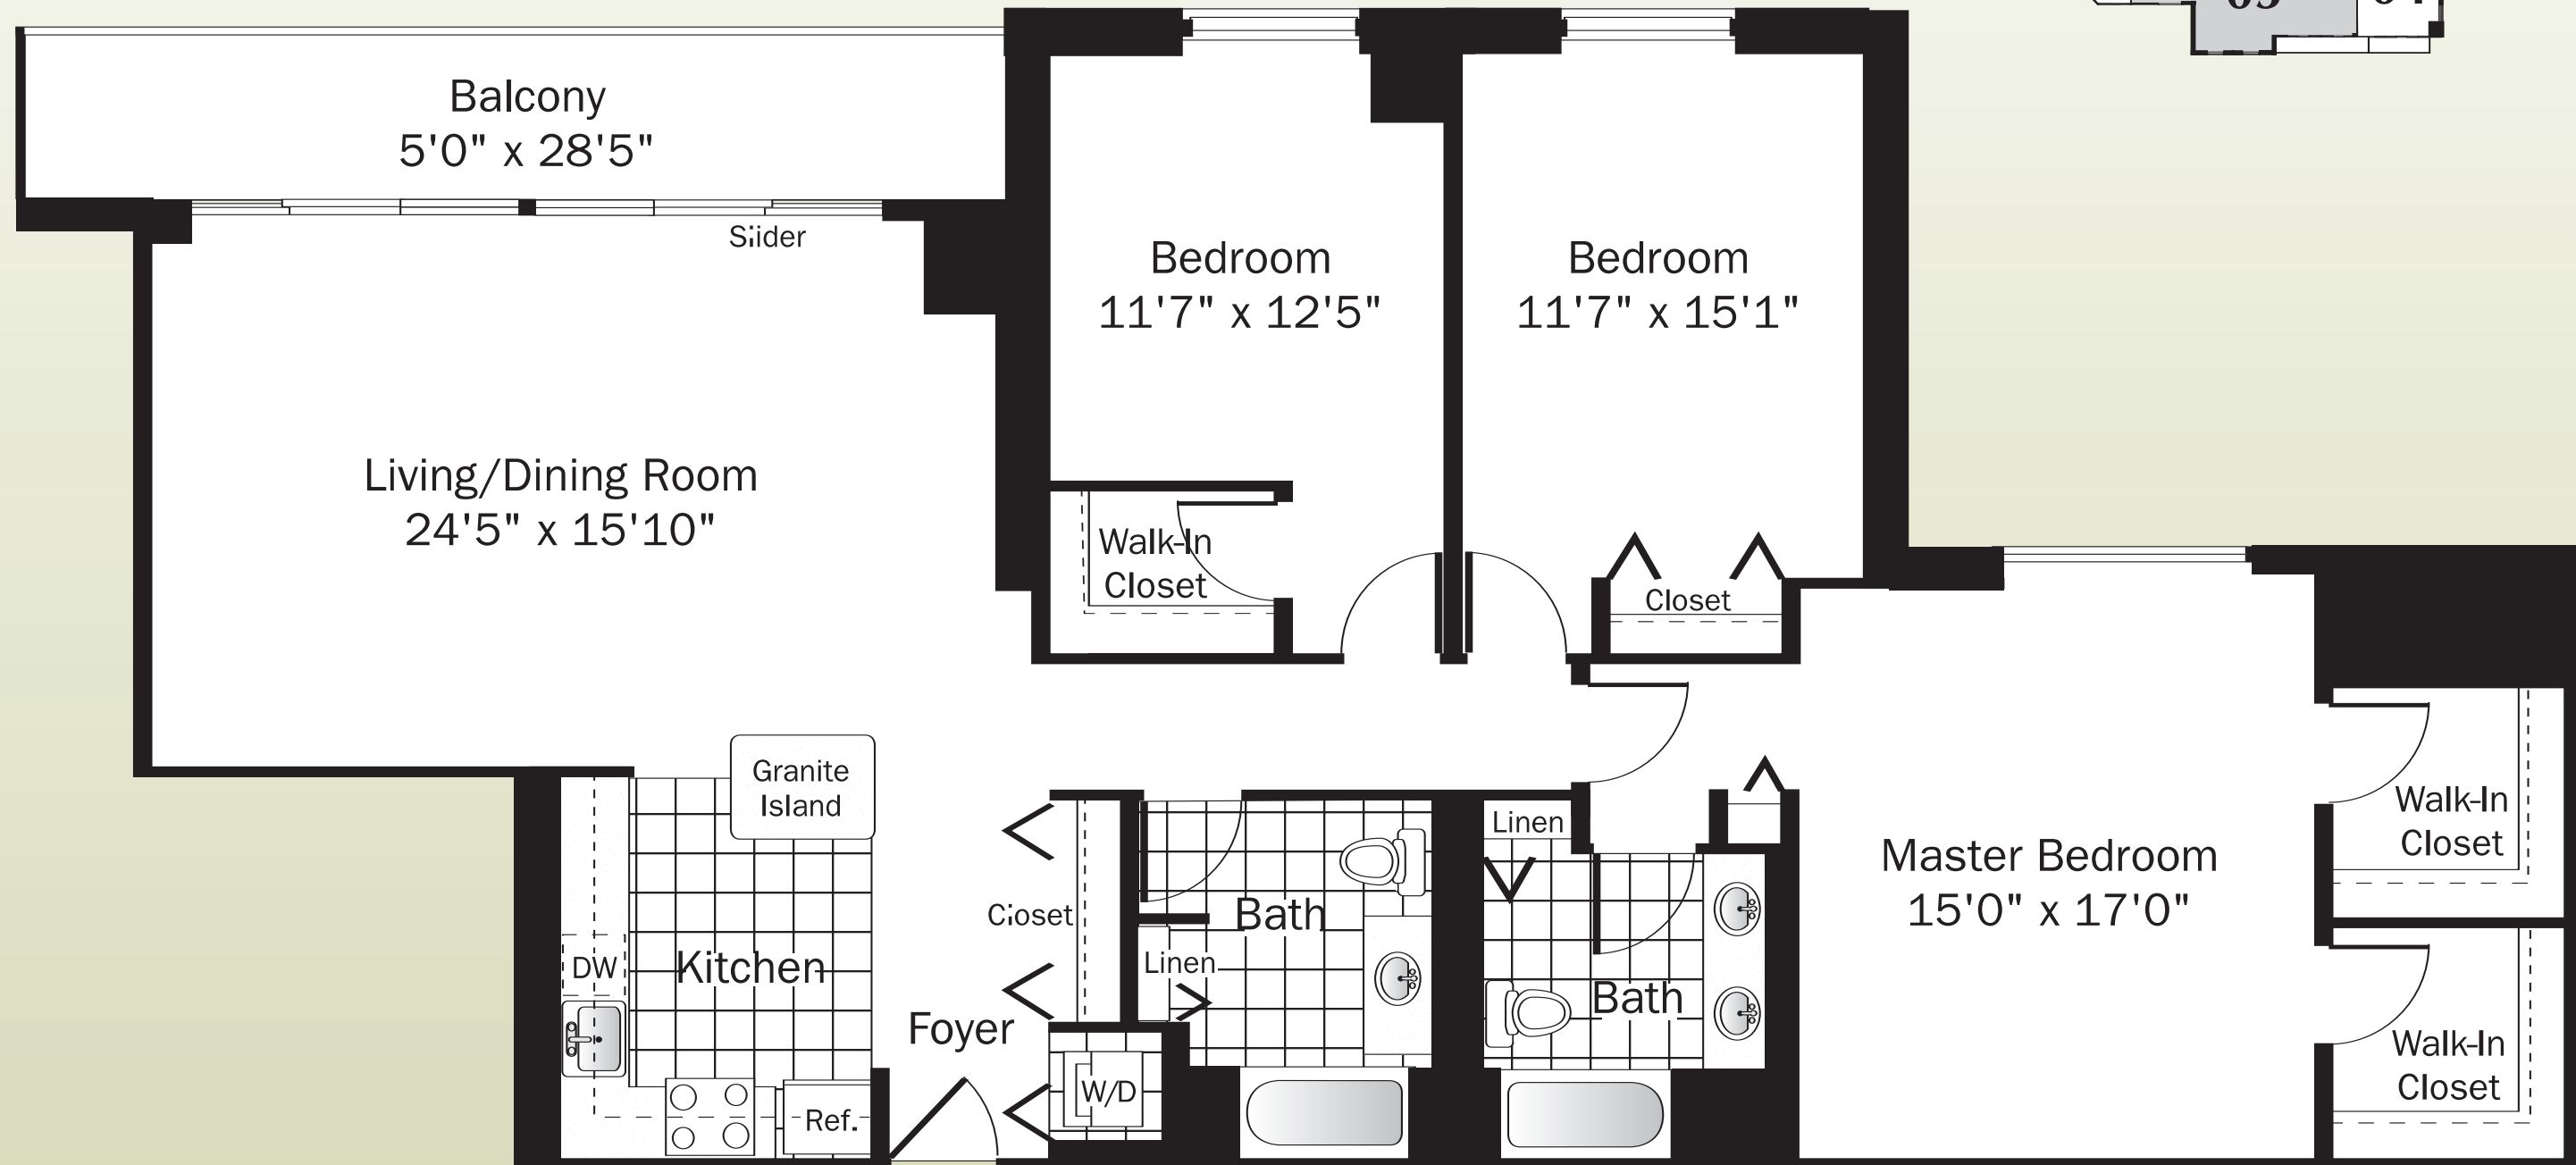 Balcony
5'0" x 28'5"
Slider
Bedroom
11'7" x 12'5"
Bedroom
11'7" x 15'1"
Living/Dining Room
24'5" x 15'10"
Walk-In
Closet
Closet
Granite
Island
Linen
Walk-In
Closet
Master Bedroom
15'0" x 17'0"
Closet
Bath
Linen
DW
Kitchen
Bath
Foyer
Walk-In
Closet
W/D
Ref.